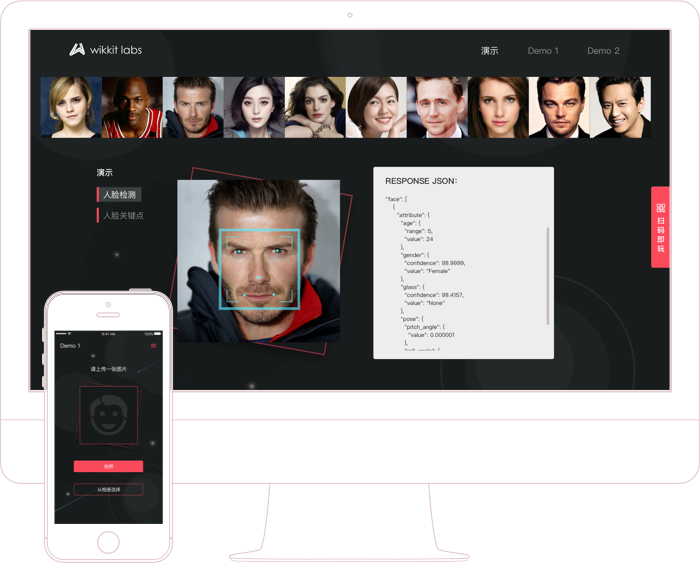 wikkit labs
演示
Demo 1
Demo 2
演示
人脸检测
人脸关键点
RESPONSE JSON：
"face": [
{
"attribute": {
"age": {
"range": 5,
"value": 24
},
"gender": {
"confidence": 99.9999,
"value": "Female"
},
"glass": {
"confidence": 99.4157,
"value": "None"
},
"pose": {
"pitch_angle": {
"value": 0.000001
},
扫码即玩
9:41 AM
100%
Demo 1
请上传一张图片
拍照
从相册选择